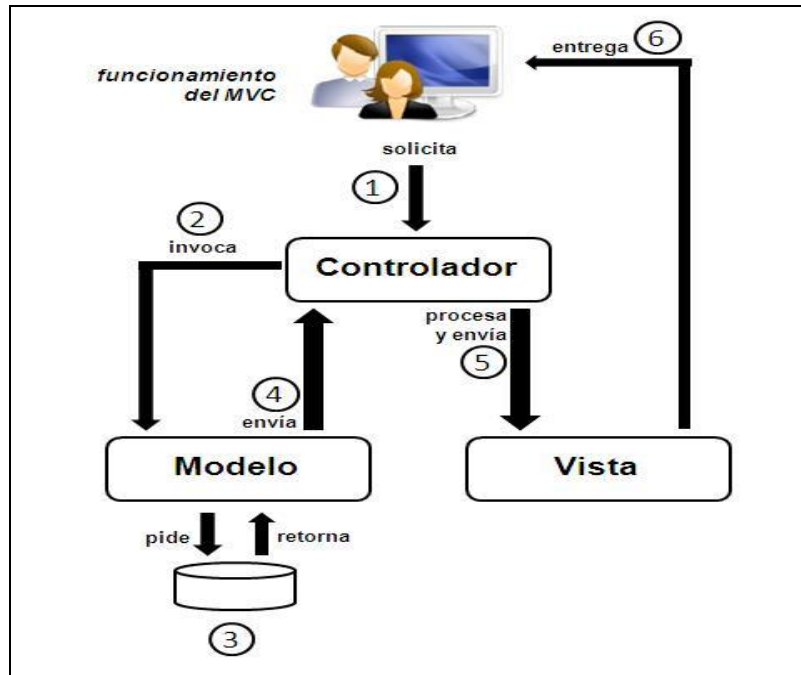 funcionamiento
del MVC
entrega
6
solicita
1
2
invoca
Controlador
procesa
y envía
5
4
envía
Modelo
Vista
pide
retorna
3